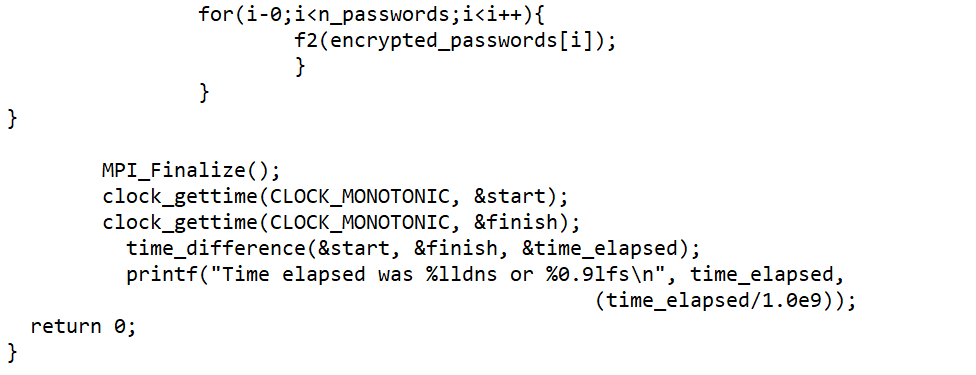 for(i-0;i<n_passwords;i<i++){
f2(encrypted_passwords[i]);
}
}
}
MPI_Finalize();
clock_gettime(CLOCK_MONOTONIC, &start);
clock_gettime(CLOCK_MONOTONIC, &finish);
time_difference(&start, &finish, &time_elapsed);
printf("Time elapsed was %lldns or %0.9lfs\n", time_elapsed,
(time_elapsed/1.0e9));
return 0;
}